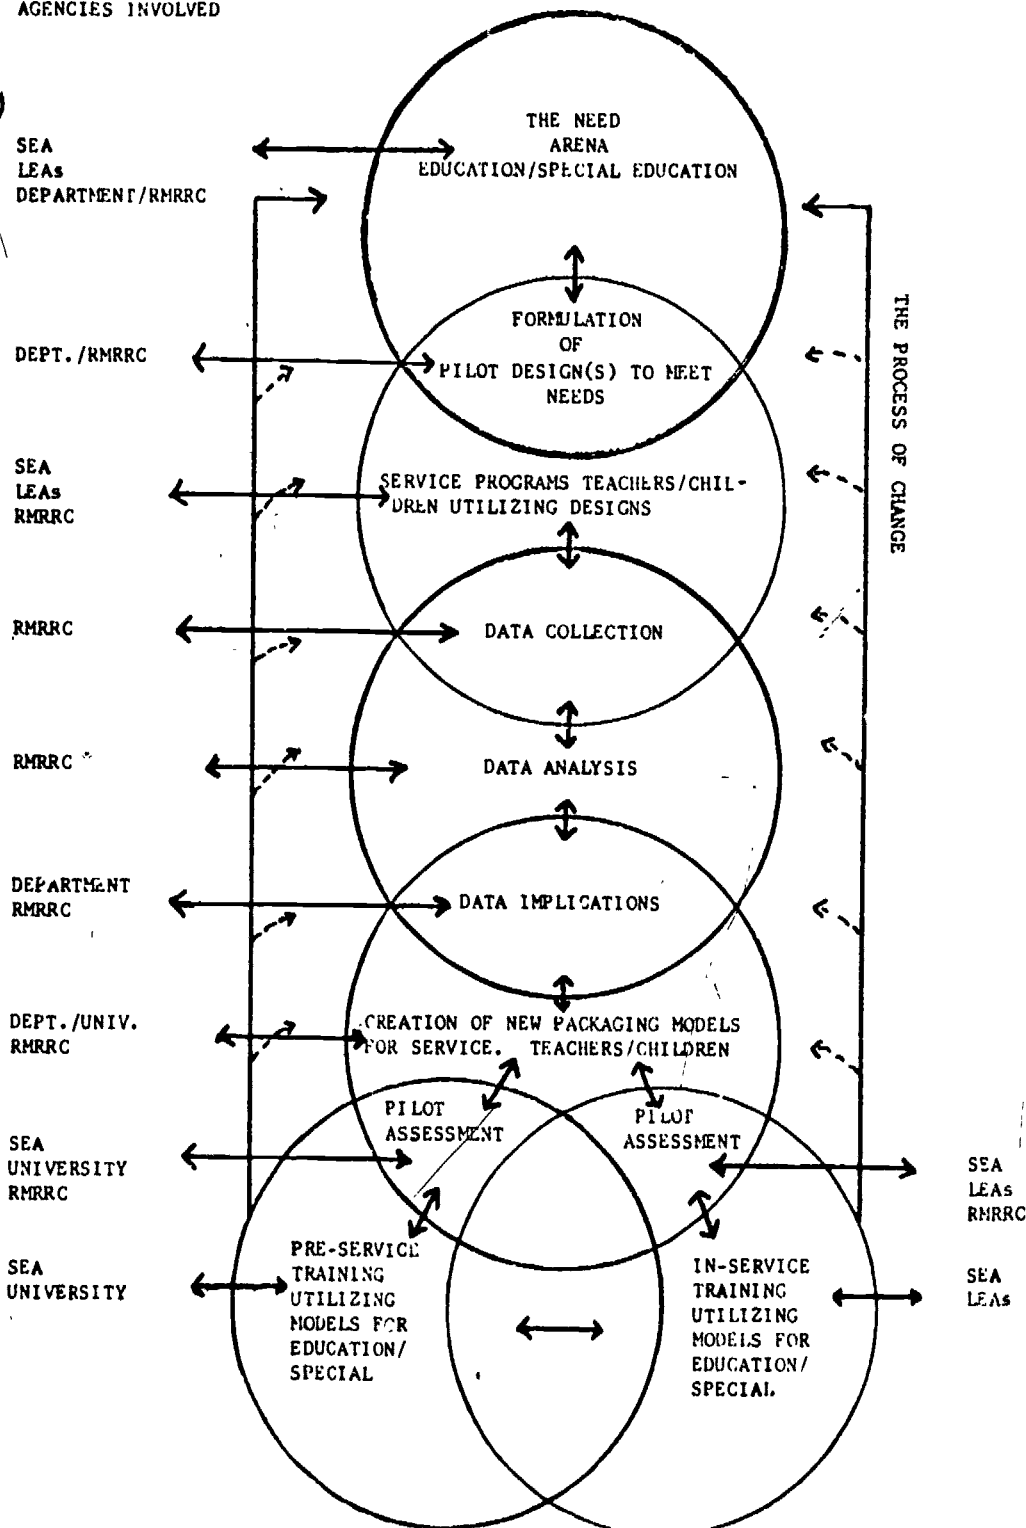 AGENCIES INVOLVED
THE NEED
ARENA
EDUCATION/SPECIAL EDUCATION
SEA
LEAs
DEPARTMENT/RMRRC
FORMULATION
OF
PILOT DESIGN(S) TO MEET
NEEDS
DEPT./RMRRC
THE PROCESS OF CHANGE
SEA
LEAs
RMRRC
SERVICE PROGRAMS TEACHERS/CHIL-
DREN UTILIZING DESIGNS
RMRRC
DATA COLLECTION
RMRRC
DATA ANALYSIS
DEPARTMENT
RMRRC
DATA IMPLICATIONS
DEPT./UNIV.
RMRRC
CREATION OF NEW PACKAGING MODELS
FOR SERVICE. TEACHERS/CHILDREN
PILOT
ASSESSMENT
PILOT
ASSESSMENT
SEA
UNIVERSITY
RMRRC
SEA
LEAs
RMRRC
SEA
UNIVERSITY
PRE-SERVICE
TRAINING
UTILIZING
MODELS FOR
EDUCATION/
SPECIAL
IN-SERVICE
TRAINING
UTILIZING
MODELS FOR
EDUCATION/
SPECIAL
SEA
LEAs